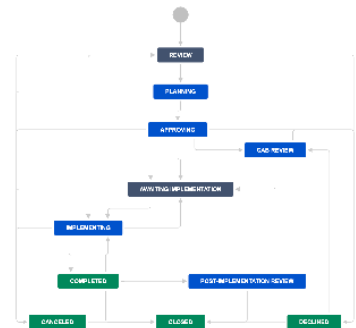 REVIEW
PLANNING
APPROVING
CAB REVIEW
AWAITING IMPLEMENTATION
IMPLEMENTING
COMPLETED
POST-IMPLEMENTATION REVIEW
CANCELED
CLOSED
DECLINED